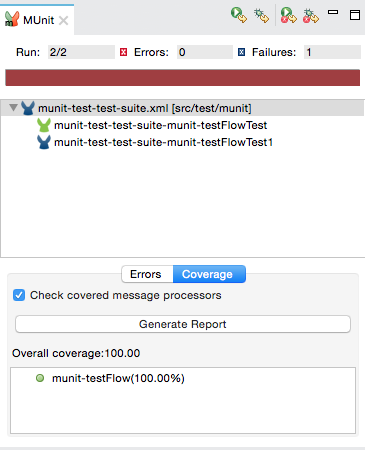 MUnit
Run: 2/2 Errors: 0 Failures: 1
munit-test-test-suite.xml [src/test/munit]
munit-test-test-suite-munit-testFlowTest
munit-test-test-suite-munit-testFlowTest1
Errors Coverage
Check covered message processors
Generate Report
Overall coverage:100.00
munit-testFlow(100.00%)